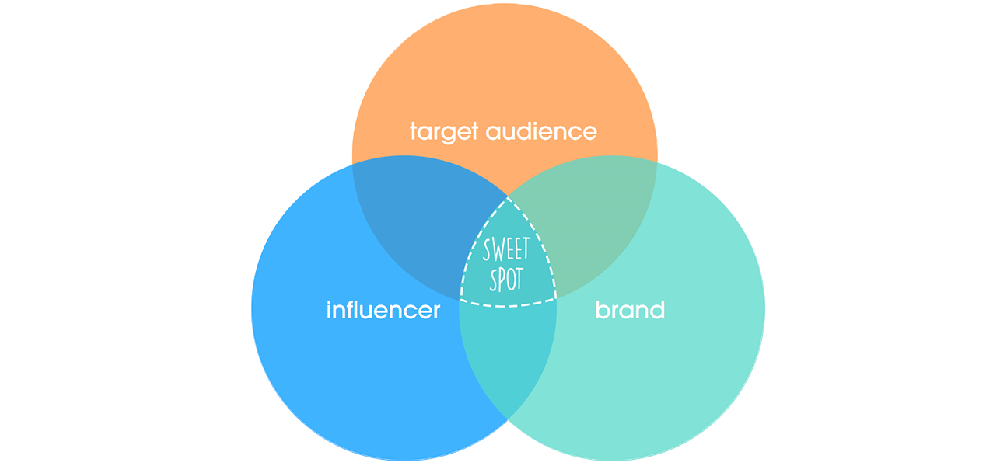 target audience
SWEET
SPOT
influencer
brand